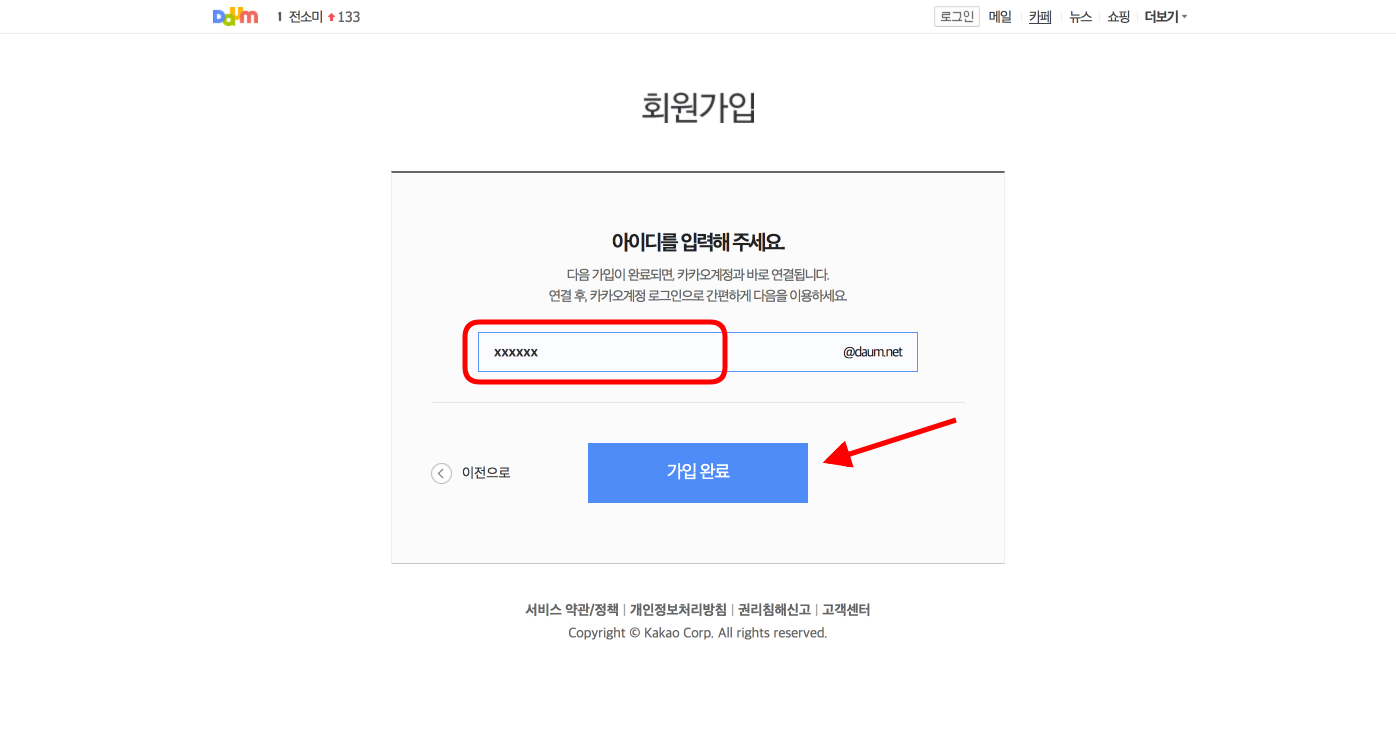 Daum 1 전소미 133 로그인 메일 카페 뉴스 쇼핑 더보기
회원가입
아이디를 입력해 주세요.
다음 가입이 완료되면, 카카오계정과 바로 연결됩니다.
연결 후, 카카오계정 로그인으로 간편하게 다음을 이용하세요.
xxxxxx @daum.net
이전으로 가입 완료
서비스 약관/정책 | 개인정보처리방침 | 권리침해신고 | 고객센터
Copyright © Kakao Corp. All rights reserved.